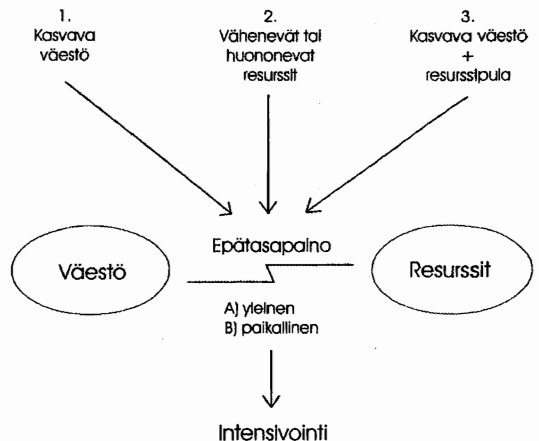 1.
Kasvava
väestö
2.
Vähenevät tai
huononevat
resurssit
3.
Kasvava väestö
+
resurssipula
Epätasapaino
Väestö
Resurssit
A) yleinen
B) paikallinen
Intensivointi